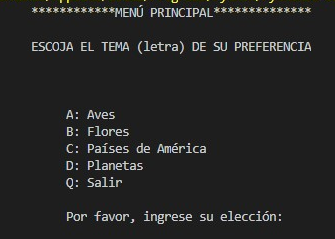 ************MENÚ PRINCIPAL**************
ESCOJA EL TEMA (letra) DE SU PREFERENCIA
A: Aves
B: Flores
C: Países de América
D: Planetas
Q: Salir
Por favor, ingrese su elección: